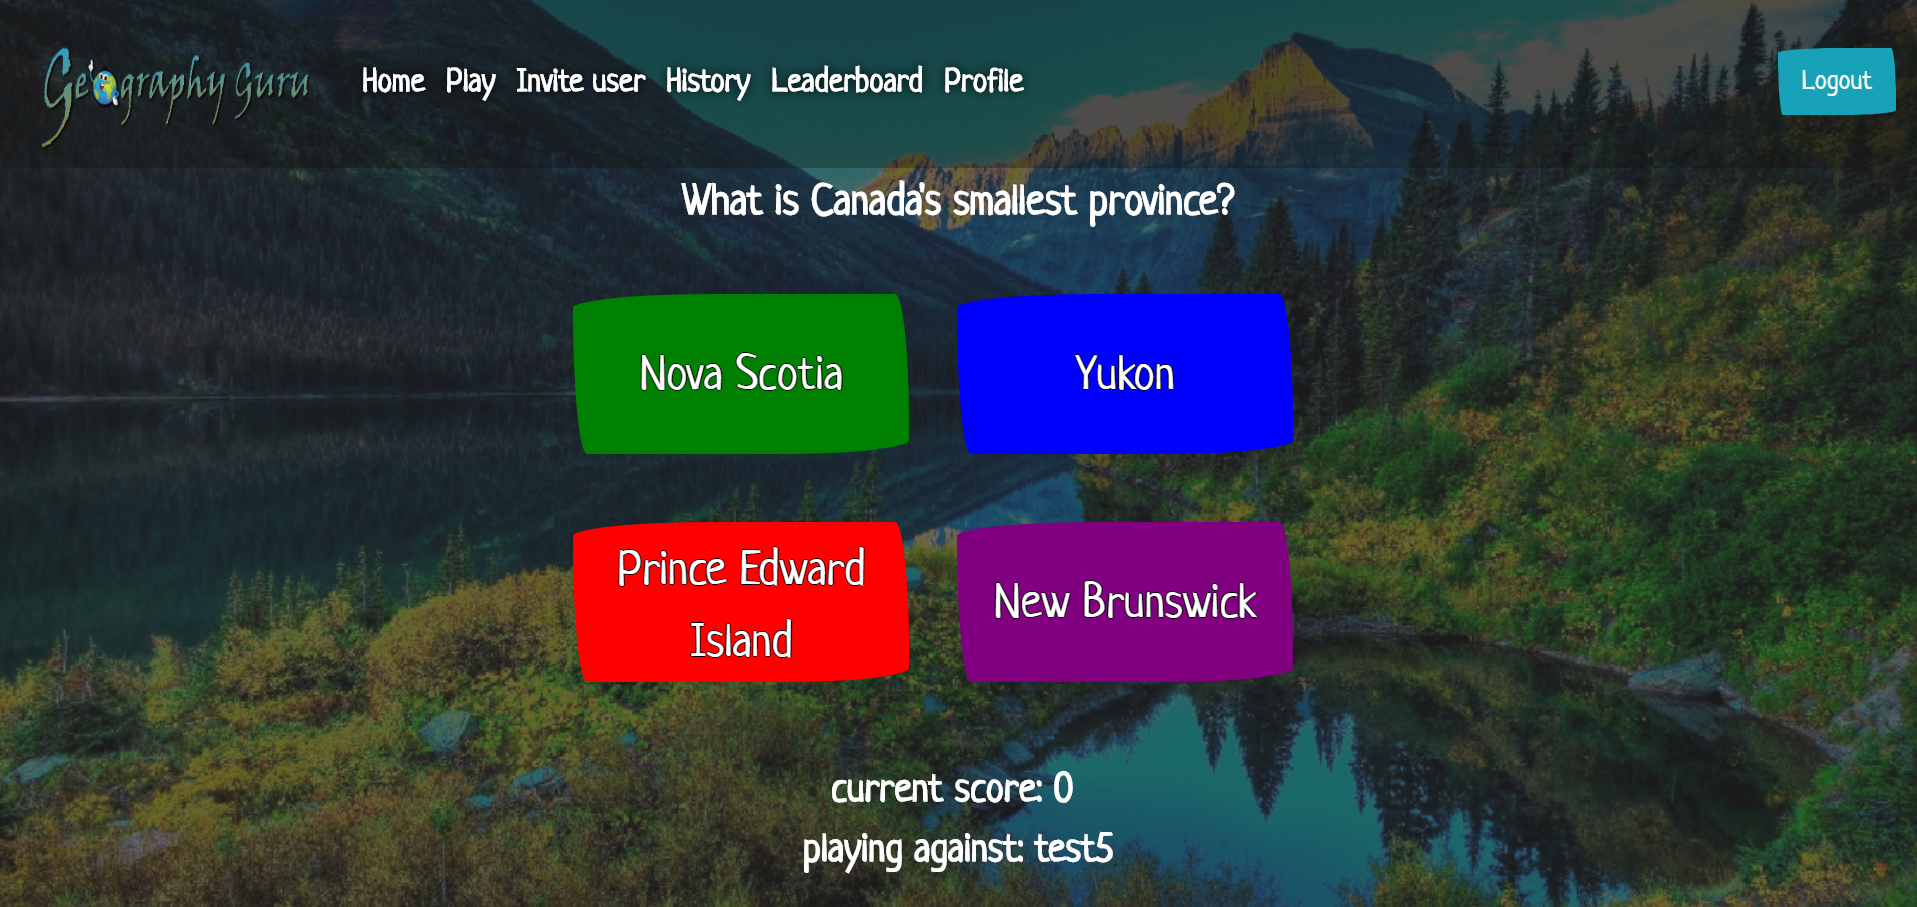 Geography Guru
Home Play Invite user History Leaderboard Profile
Logout
What is Canada's smallest province?
Nova Scotia
Yukon
Prince Edward
Island
New Brunswick
current score: 0
playing against: test5